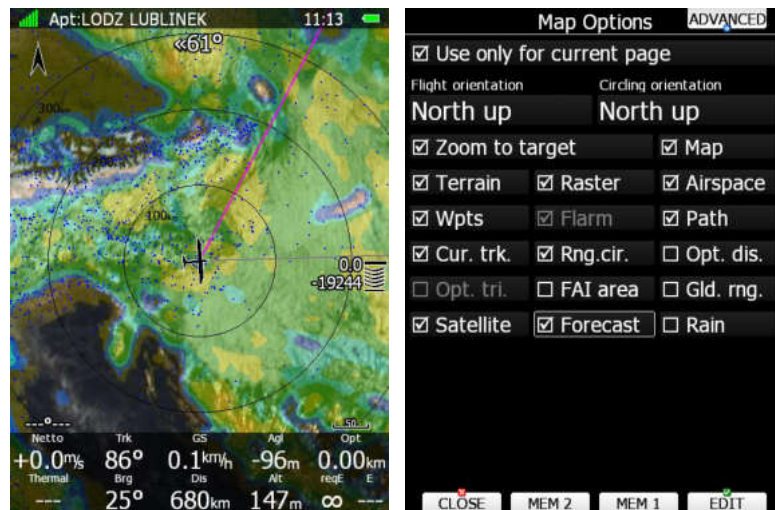 Apt:LODZ LUBLINEK 11:13
«61°
300
100
0.0
-19244
50
---°---
Netto Trk GS Agl Opt
+0.0m/s 86° 0.1km/h -96m 0.00km
Thermal Brg Dis Alt reqE E
--- 25° 680km 147m ∞ ---
Map Options ADVANCED
Use only for current page
Flight orientation Circling orientation
North up North up
Zoom to target Map
Terrain Raster Airspace
Wpts Flarm Path
Cur. trk. Rng.cir. Opt. dis.
Opt. tri. FAI area Gld. rng.
Satellite Forecast Rain
CLOSE MEM 2 MEM 1 EDIT